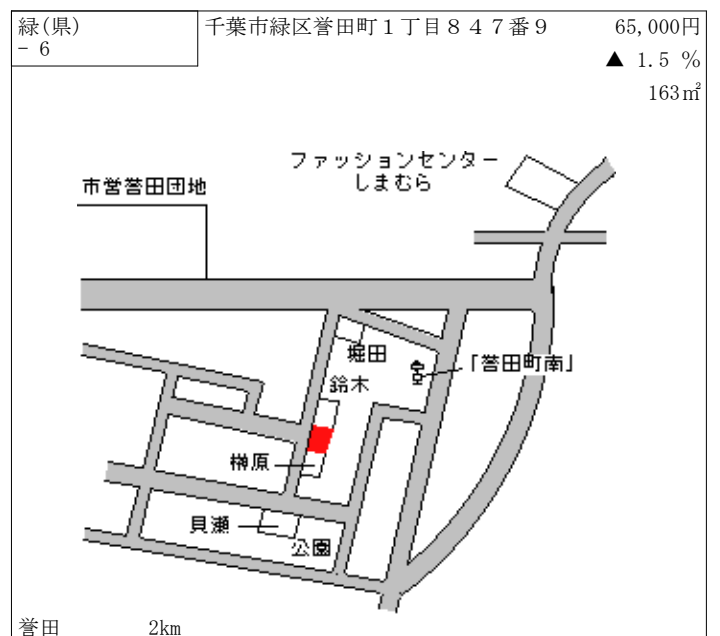 緑(県)
- 6
千葉市緑区誉田町１丁目８４７番９
65,000円
▲ 1.5 %
163㎡
ファッションセンター
しまむら
市営誉田団地
堀田
「誉田町南」
鈴木
榊原
貝瀬
公園
誉田 2km